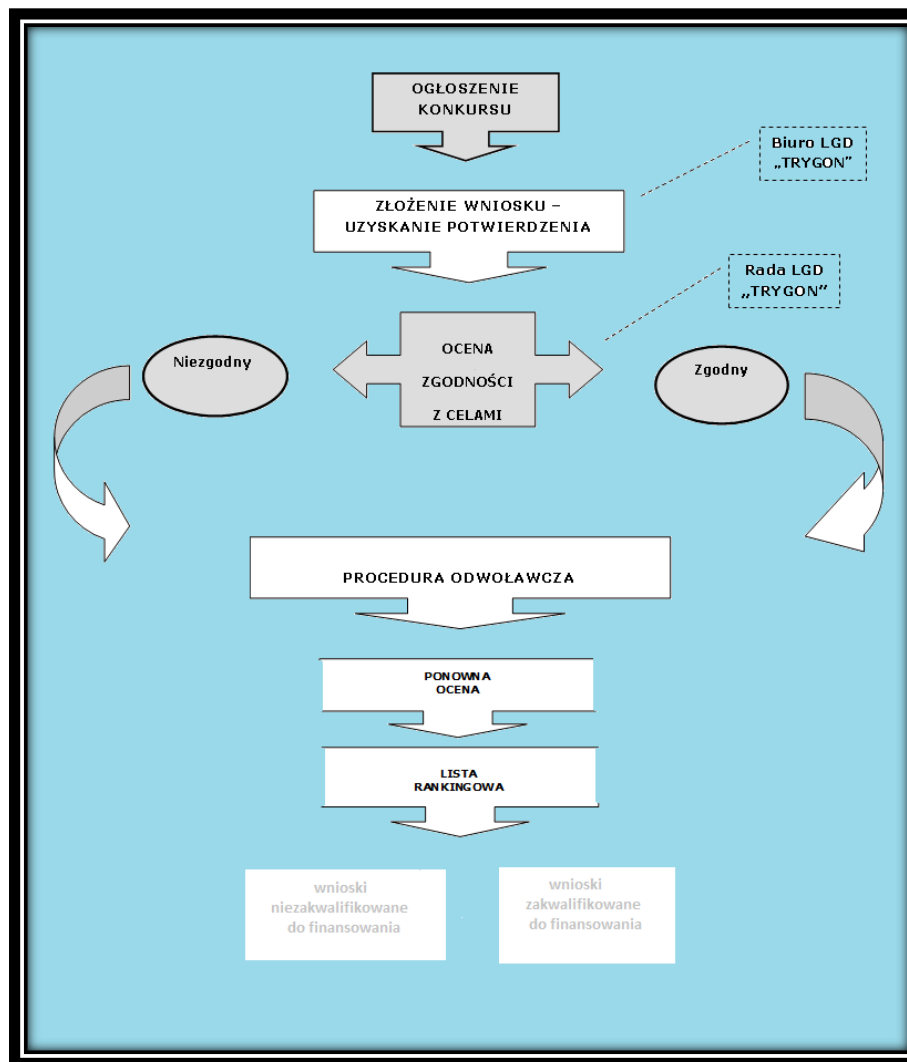 OGŁOSZENIE
KONKURSU
Biuro LGD
„TRYGON”
ZŁOŻENIE WNIOSKU –
UZYSKANIE POTWIERDZENIA
Rada LGD
„TRYGON”
Niezgodny
OCENA
ZGODNOŚCI
Z CELAMI
Zgodny
PROCEDURA ODWOŁAWCZA
PONOWNA
OCENA
LISTA
RANKINGOWA
wnioski
niezakwalifikowane
do finansowania
wnioski
zakwalifikowane
do finansowania